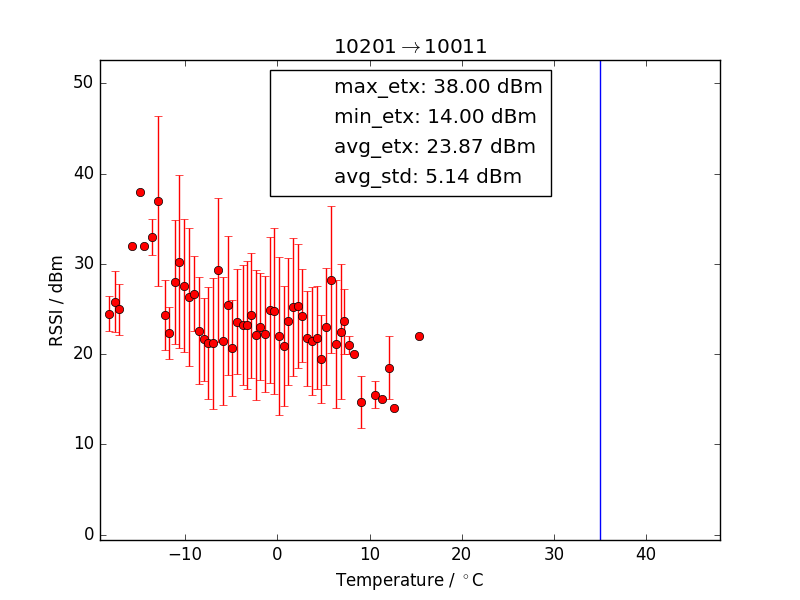 10201→10011
max_etx: 38.00 dBm
min_etx: 14.00 dBm
avg_etx: 23.87 dBm
avg_std: 5.14 dBm
50
40
30
20
10
0
RSSI / dBm
−10 0 10 20 30 40
Temperature / °C